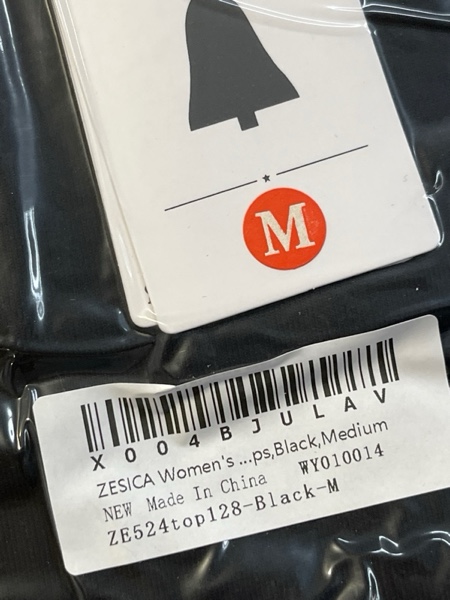 M
X004BJULAV
ZESICA Women's ...ps,Black,Medium
NEW Made In China WY010014
ZE524top128-Black-M